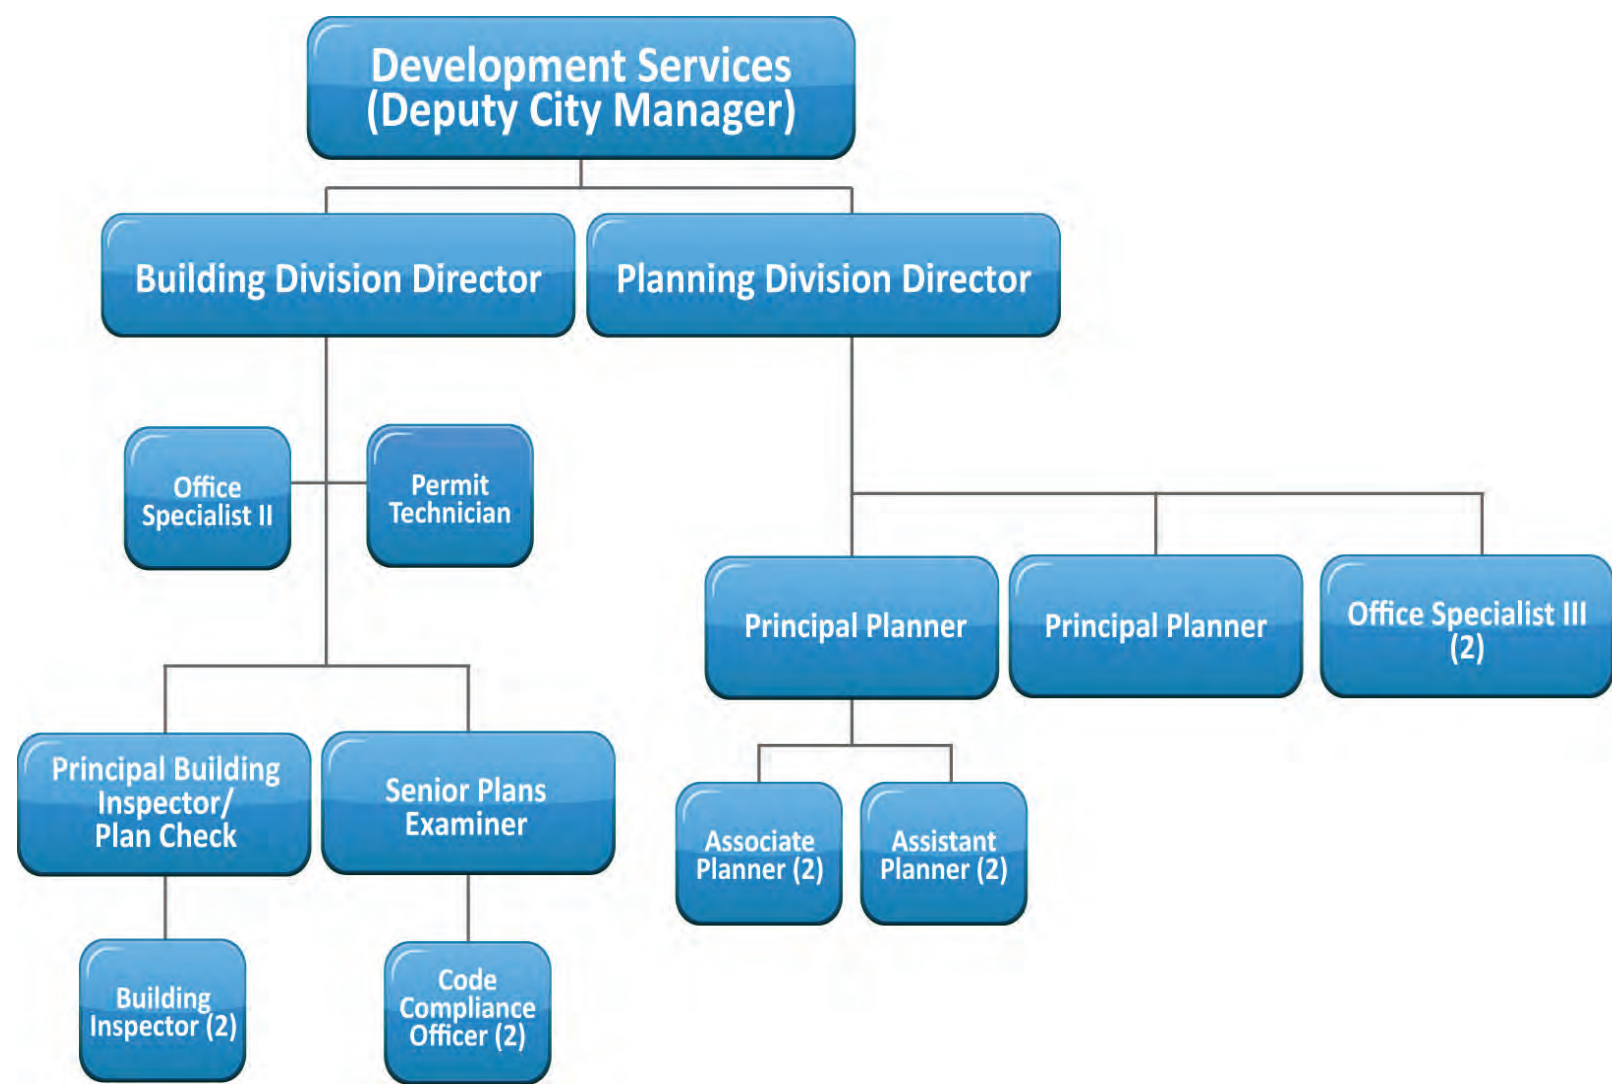 Development Services
(Deputy City Manager)
Building Division Director
Planning Division Director
Office
Specialist II
Permit
Technician
Principal Planner
Principal Planner
Office Specialist III
(2)
Principal Building
Inspector/
Plan Check
Senior Plans
Examiner
Associate
Planner (2)
Assistant
Planner (2)
Building
Inspector (2)
Code
Compliance
Officer (2)